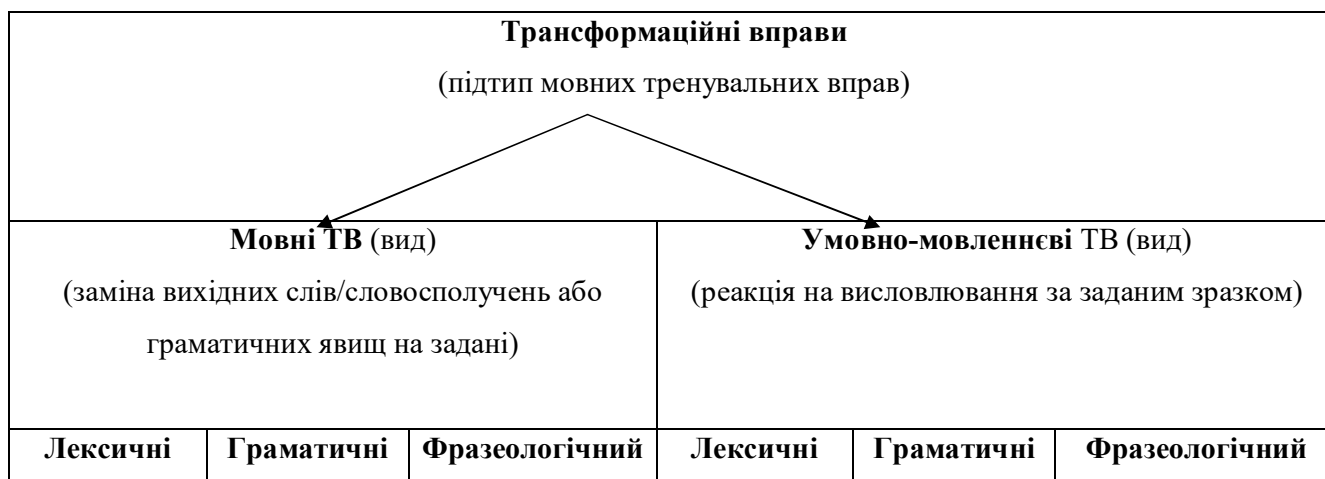 Трансформаційні вправи
(підтип мовних тренувальних вправ)
Мовні ТВ (вид)
(заміна вихідних слів/словосполучень або
граматичних явищ на задані)
Умовно-мовленнєві ТВ (вид)
(реакція на висловлювання за заданим зразком)
Лексичні Граматичні Фразеологічний Лексичні Граматичні Фразеологічний